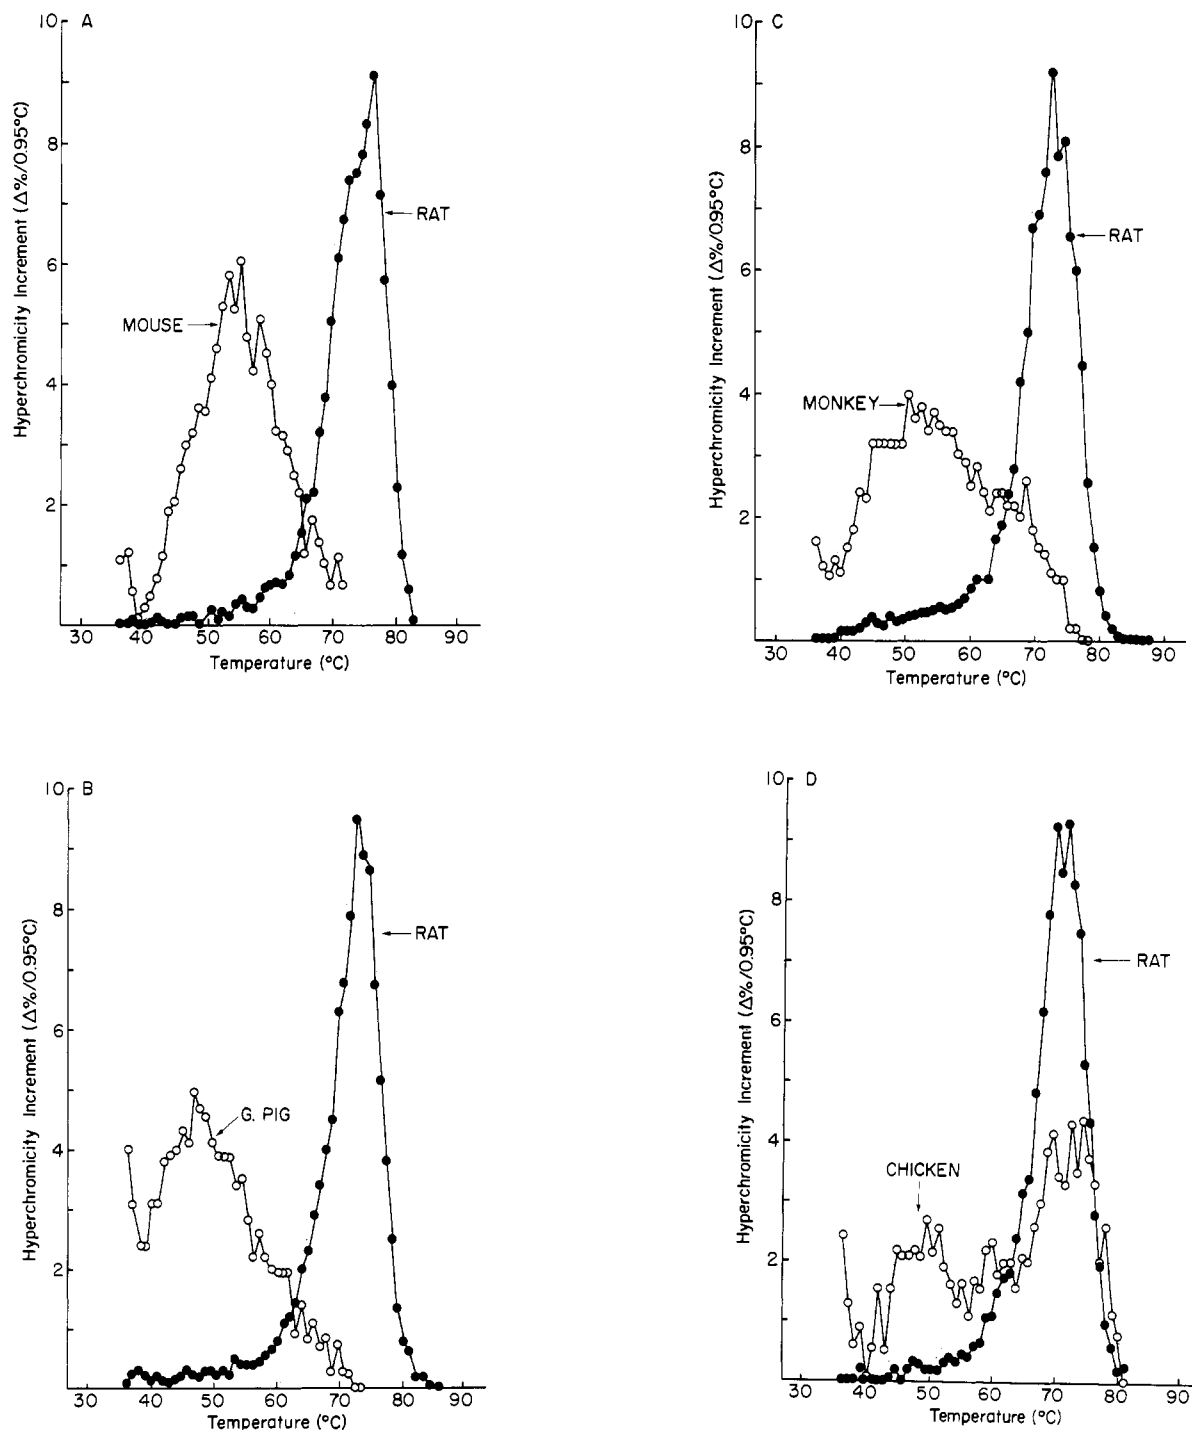 A
10
8
6
4
2
Hyperchromicity Increment (Δ%/0.95°C)
MOUSE
RAT
30 40 50 60 70 80 90
Temperature (°C)
C
10
8
6
4
2
Hyperchromicity Increment (Δ%/0.95°C)
MONKEY
RAT
30 40 50 60 70 80 90
Temperature (°C)
B
10
8
6
4
2
Hyperchromicity Increment (Δ%/0.95°C)
G. PIG
RAT
30 40 50 60 70 80 90
Temperature (°C)
D
10
8
6
4
2
Hyperchromicity Increment (Δ%/0.95°C)
CHICKEN
RAT
30 40 50 60 70 80 90
Temperature (°C)